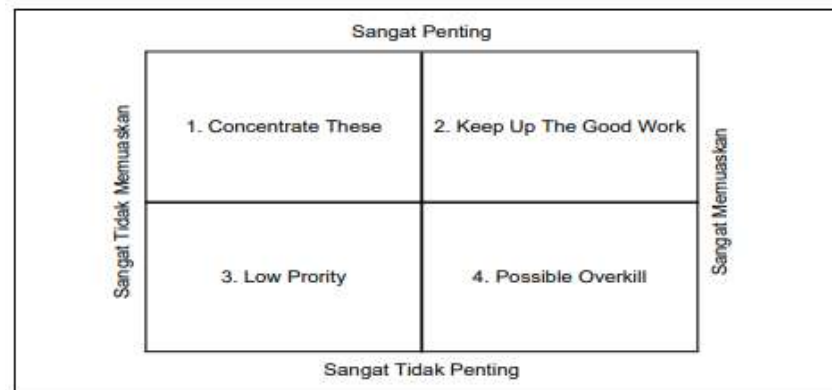 Sangat Penting
Sangat Tidak Memuaskan
1. Concentrate These
2. Keep Up The Good Work
Sangat Memuaskan
3. Low Prority
4. Possible Overkill
Sangat Tidak Penting